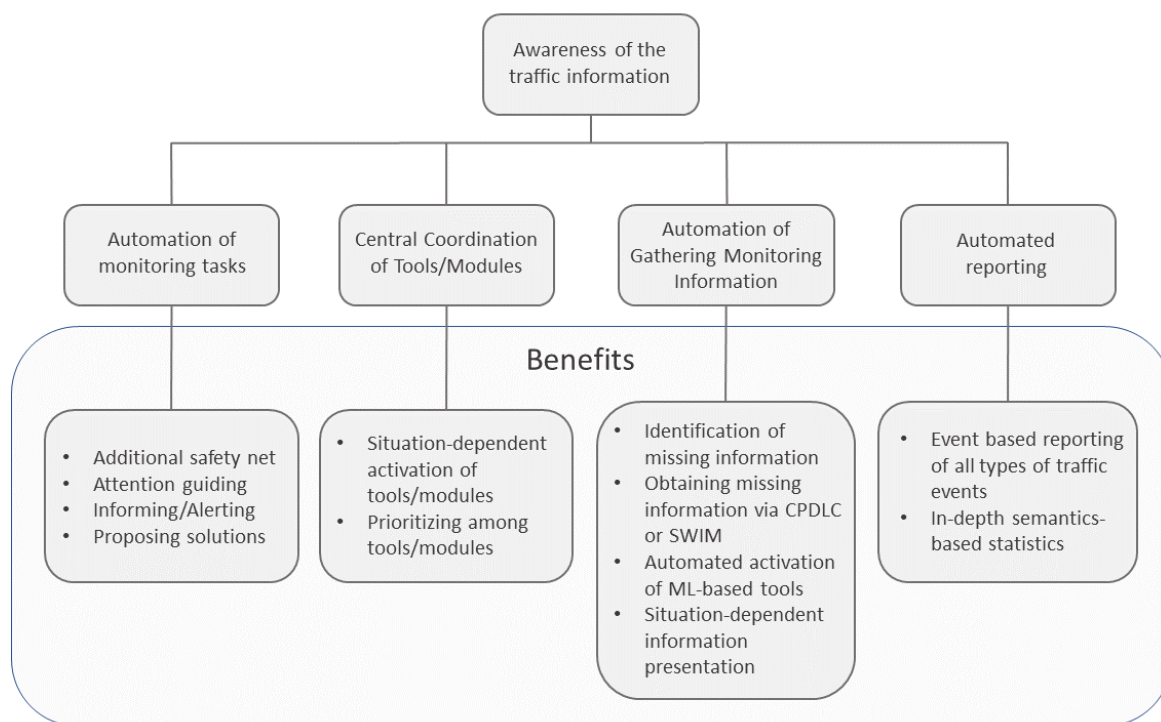 Awareness of the
traffic information
Automation of
monitoring tasks
Central Coordination
of Tools/Modules
Automation of
Gathering Monitoring
Information
Automated
reporting
Benefits
• Additional safety net
• Attention guiding
• Informing/Alerting
• Proposing solutions
• Situation-dependent
activation of
tools/modules
• Prioritizing among
tools/modules
• Identification of
missing information
• Obtaining missing
information via CPDLC
or SWIM
• Automated activation
of ML-based tools
• Situation-dependent
information
presentation
• Event based reporting
of all types of traffic
events
• In-depth semantics-
based statistics